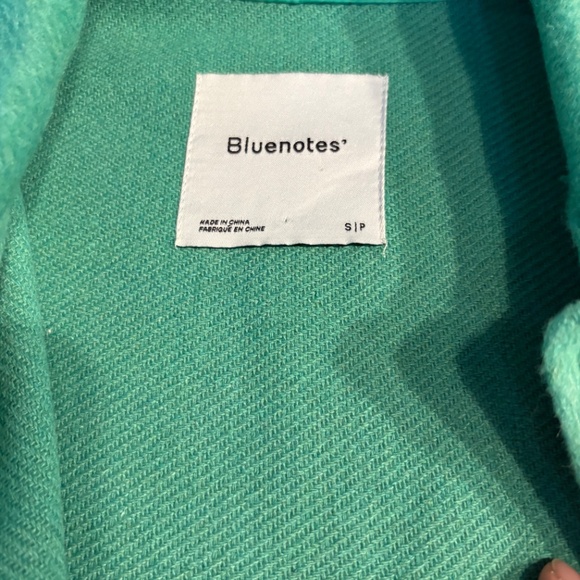 Bluenotes’
MADE IN CHINA
FABRIQUÉ EN CHINE
S|P